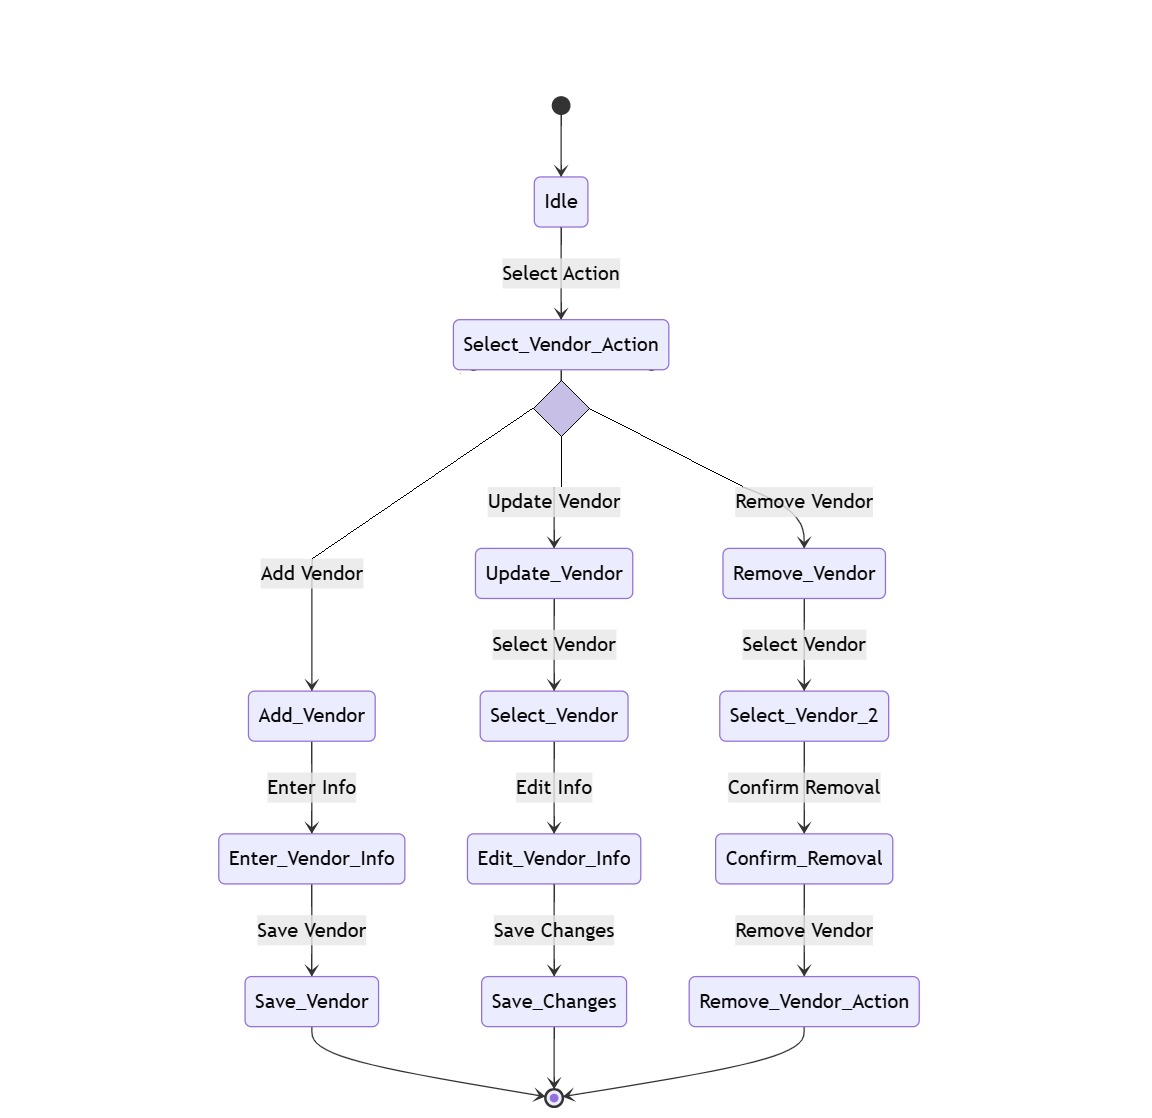 Idle
Select Action
Select_Vendor_Action
Update Vendor
Remove Vendor
Add Vendor
Update_Vendor
Remove_Vendor
Select Vendor
Select Vendor
Add_Vendor
Select_Vendor
Select_Vendor_2
Enter Info
Edit Info
Confirm Removal
Enter_Vendor_Info
Edit_Vendor_Info
Confirm_Removal
Save Vendor
Save Changes
Remove Vendor
Save_Vendor
Save_Changes
Remove_Vendor_Action